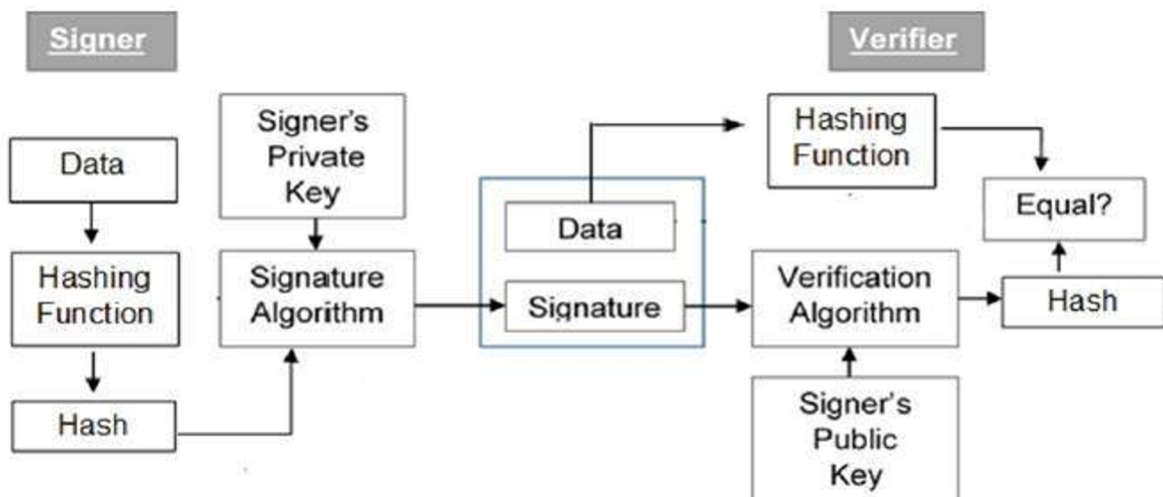 Signer
Verifier
Data
Hashing
Function
Hash
Signer's
Private
Key
Signature
Algorithm
Data
Signature
Hashing
Function
Equal?
Verification
Algorithm
Hash
Signer's
Public
Key